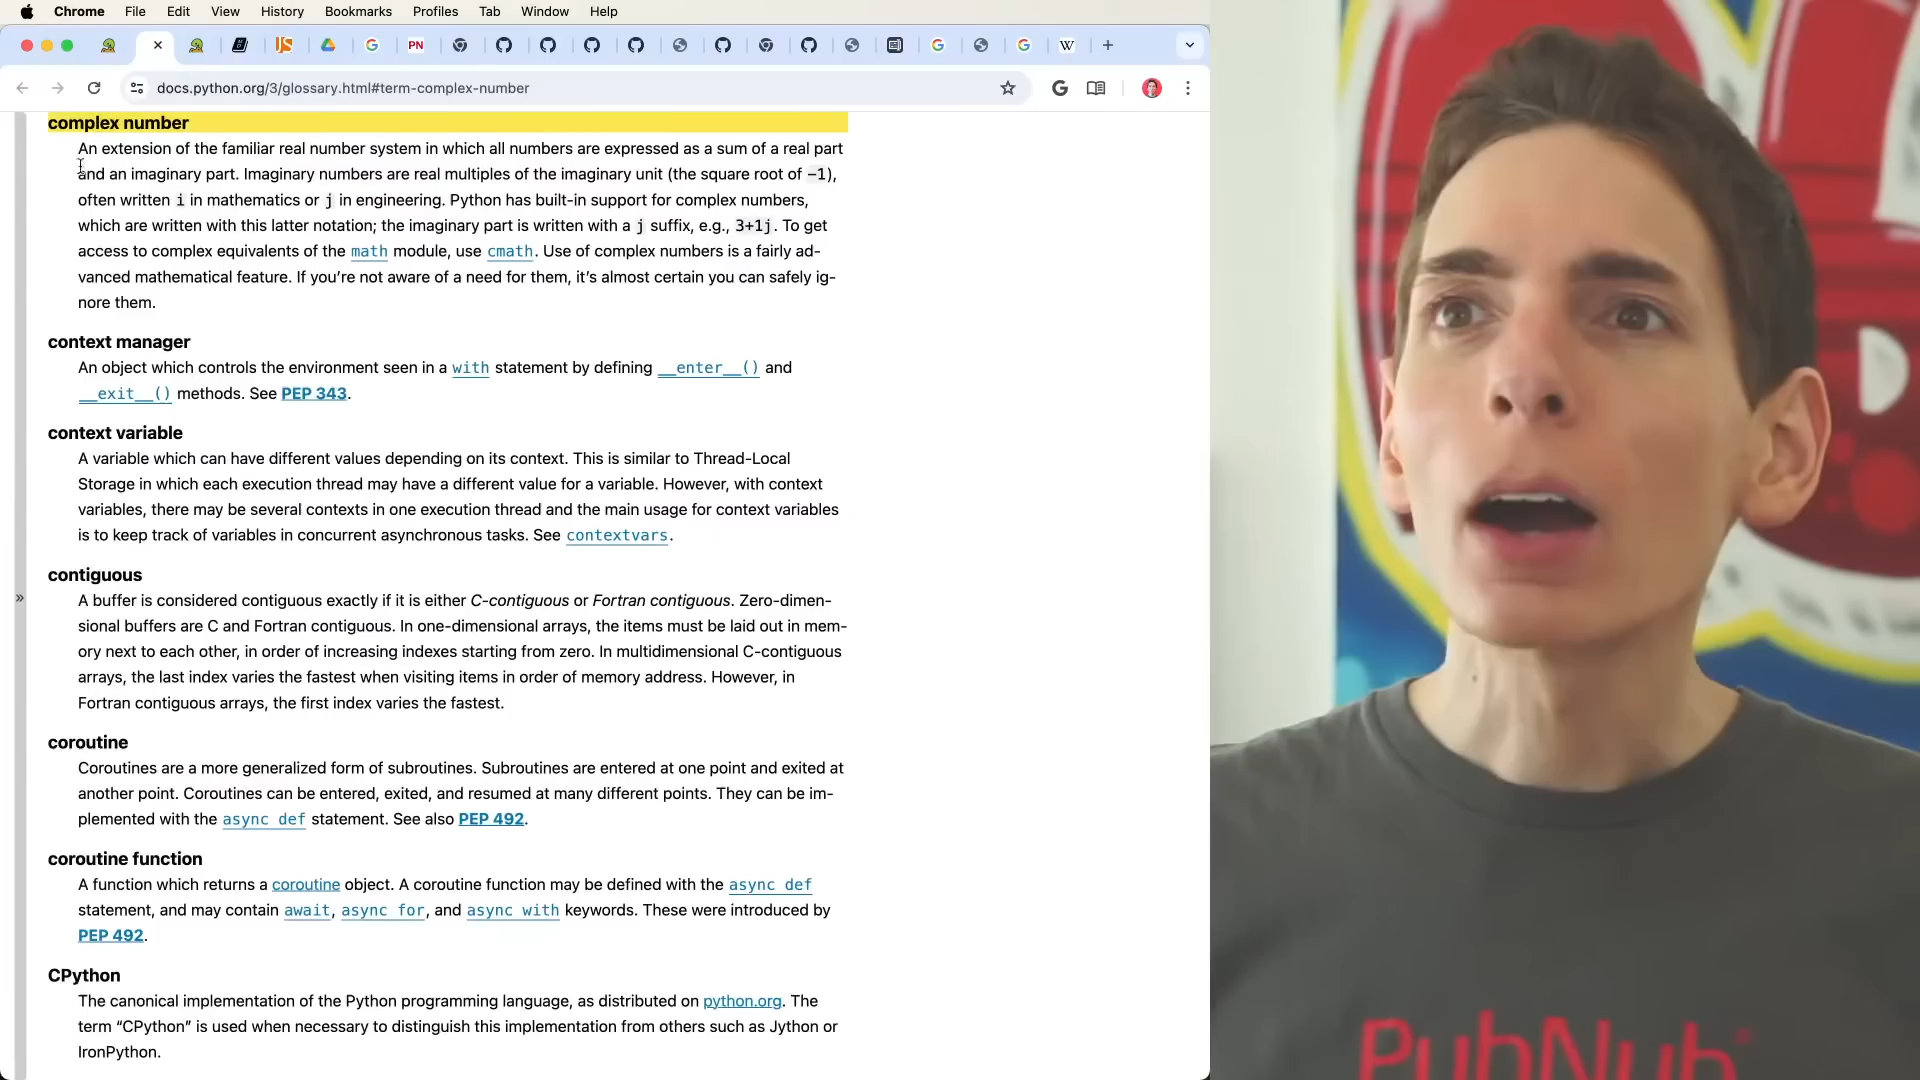 Chrome File Edit View History Bookmarks Profiles Tab Window Help
docs.python.org/3/glossary.html#term-complex-number
complex number
An extension of the familiar real number system in which all numbers are expressed as a sum of a real part
and an imaginary part. Imaginary numbers are real multiples of the imaginary unit (the square root of -1),
often written i in mathematics or j in engineering. Python has built-in support for complex numbers,
which are written with this latter notation; the imaginary part is written with a j suffix, e.g., 3+1j. To get
access to complex equivalents of the math module, use cmath. Use of complex numbers is a fairly ad-
vanced mathematical feature. If you’re not aware of a need for them, it’s almost certain you can safely ig-
nore them.
context manager
An object which controls the environment seen in a with statement by defining __enter__() and
__exit__() methods. See PEP 343.
context variable
A variable which can have different values depending on its context. This is similar to Thread-Local
Storage in which each execution thread may have a different value for a variable. However, with context
variables, there may be several contexts in one execution thread and the main usage for context variables
is to keep track of variables in concurrent asynchronous tasks. See contextvars.
contiguous
A buffer is considered contiguous exactly if it is either C-contiguous or Fortran contiguous. Zero-dimen-
sional buffers are C and Fortran contiguous. In one-dimensional arrays, the items must be laid out in mem-
ory next to each other, in order of increasing indexes starting from zero. In multidimensional C-contiguous
arrays, the last index varies the fastest when visiting items in order of memory address. However, in
Fortran contiguous arrays, the first index varies the fastest.
coroutine
Coroutines are a more generalized form of subroutines. Subroutines are entered at one point and exited at
another point. Coroutines can be entered, exited, and resumed at many different points. They can be im-
plemented with the async def statement. See also PEP 492.
coroutine function
A function which returns a coroutine object. A coroutine function may be defined with the async def
statement, and may contain await, async for, and async with keywords. These were introduced by
PEP 492.
CPython
The canonical implementation of the Python programming language, as distributed on python.org. The
term “CPython” is used when necessary to distinguish this implementation from others such as Jython or
IronPython.
PubNub